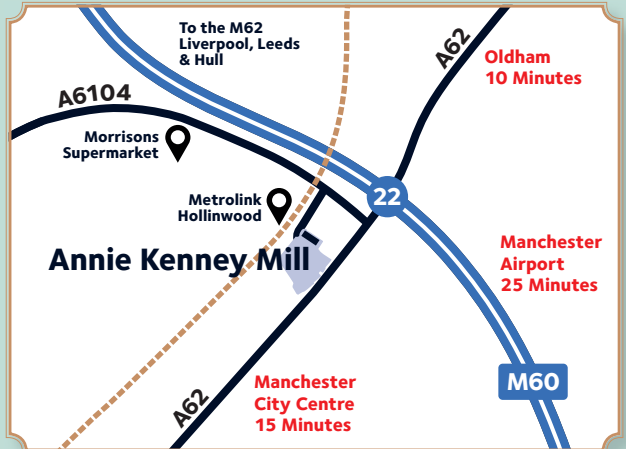 To the M62
Liverpool, Leeds
& Hull
A62
Oldham
10 Minutes
A6104
Morrisons
Supermarket
Metrolink
Hollinwood
22
Annie Kenney Mill
Manchester
Airport
25 Minutes
M60
Manchester
City Centre
15 Minutes
A62